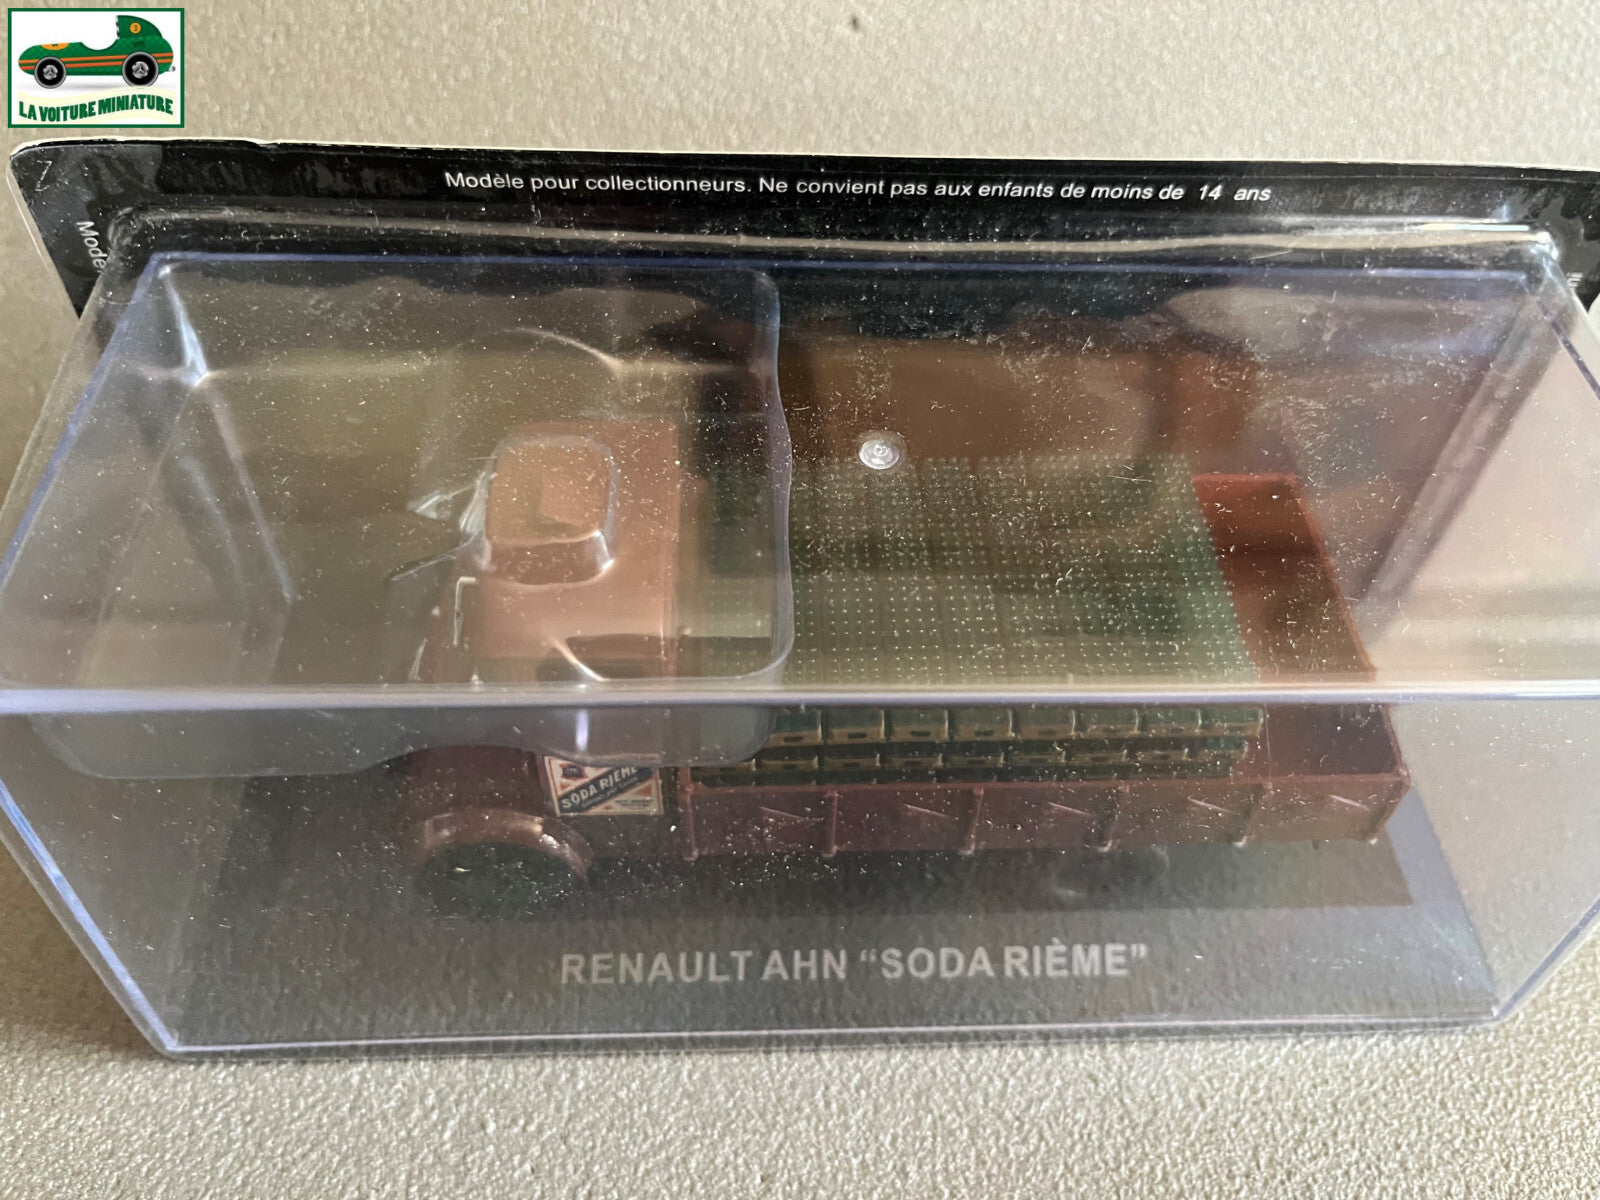 LA VOITURE MINIATURE
Modèle pour collectionneurs. Ne convient pas aux enfants de moins de 14 ans
Modè
SODA RIÈME
RENAULT AHN “SODA RIÈME”